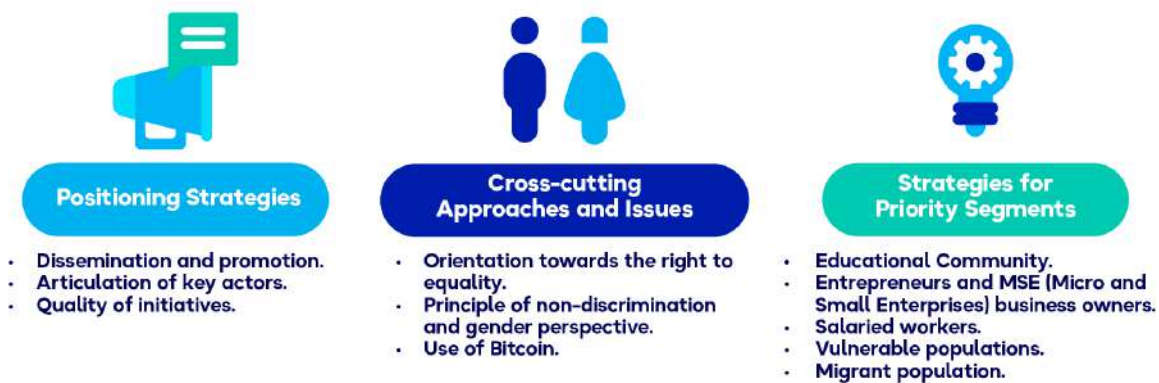 Positioning Strategies
· Dissemination and promotion.
· Articulation of key actors.
· Quality of initiatives.
Cross-cutting
Approaches and Issues
· Orientation towards the right to
equality.
· Principle of non-discrimination
and gender perspective.
· Use of Bitcoin.
Strategies for
Priority Segments
· Educational Community.
· Entrepreneurs and MSE (Micro and
Small Enterprises) business owners.
· Salaried workers.
· Vulnerable populations.
· Migrant population.